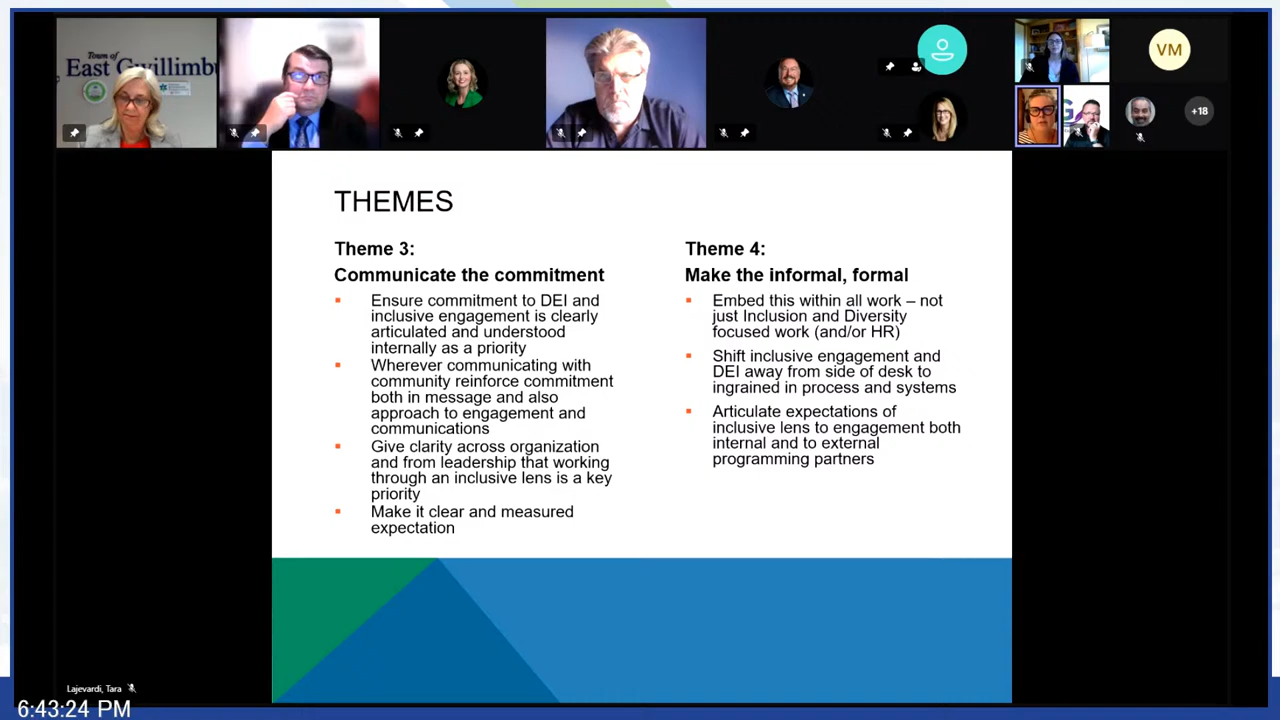 Town of
East Gwillimbu
VM
+18
THEMES
Theme 3:
Communicate the commitment
Ensure commitment to DEI and
inclusive engagement is clearly
articulated and understood
internally as a priority
Wherever communicating with
community reinforce commitment
both in message and also
approach to engagement and
communications
Give clarity across organization
and from leadership that working
through an inclusive lens is a key
priority
Make it clear and measured
expectation
Theme 4:
Make the informal, formal
Embed this within all work – not
just Inclusion and Diversity
focused work (and/or HR)
Shift inclusive engagement and
DEI away from side of desk to
ingrained in process and systems
Articulate expectations of
inclusive lens to engagement both
internal and to external
programming partners
Lajevardi, Tara
6:43:24 PM